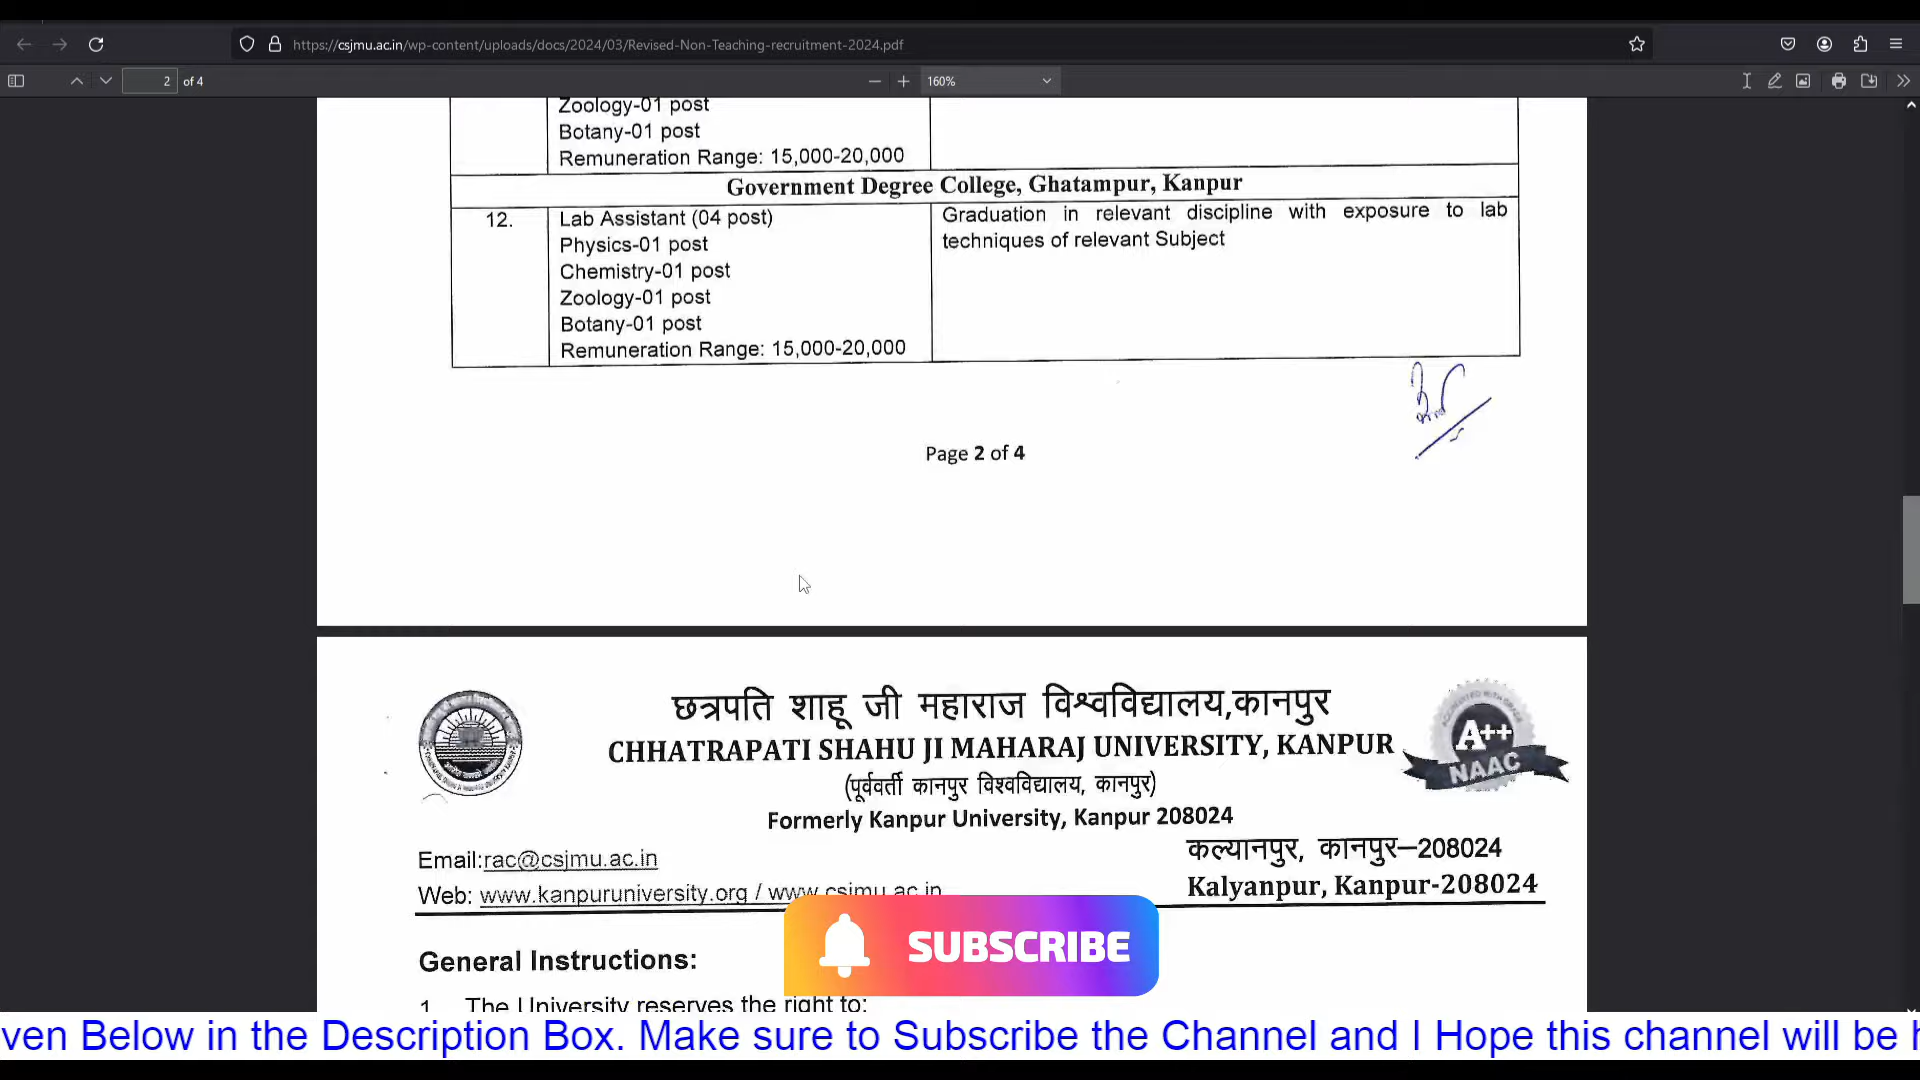 https://csjmu.ac.in/wp-content/uploads/docs/2024/03/Revised-Non-Teaching-recruitment-2024.pdf
2 of 4
160%
Zoology-01 post
Botany-01 post
Remuneration Range: 15,000-20,000
Government Degree College, Ghatampur, Kanpur
12. Lab Assistant (04 post) Graduation in relevant discipline with exposure to lab
Physics-01 post techniques of relevant Subject
Chemistry-01 post
Zoology-01 post
Botany-01 post
Remuneration Range: 15,000-20,000
Page 2 of 4
छत्रपति शाहू जी महाराज विश्वविद्यालय,कानपुर
CHHATRAPATI SHAHU JI MAHARAJ UNIVERSITY, KANPUR
(पूर्ववर्ती कानपुर विश्वविद्यालय, कानपुर)
Formerly Kanpur University, Kanpur 208024
A++
NAAC
Email:rac@csjmu.ac.in
कल्यानपुर, कानपुर–208024
Web: www.kanpuruniversity.org / www.csjmu.ac.in
Kalyanpur, Kanpur-208024
SUBSCRIBE
General Instructions:
1. The University reserves the right to:
ven Below in the Description Box. Make sure to Subscribe the Channel and I Hope this channel will be h